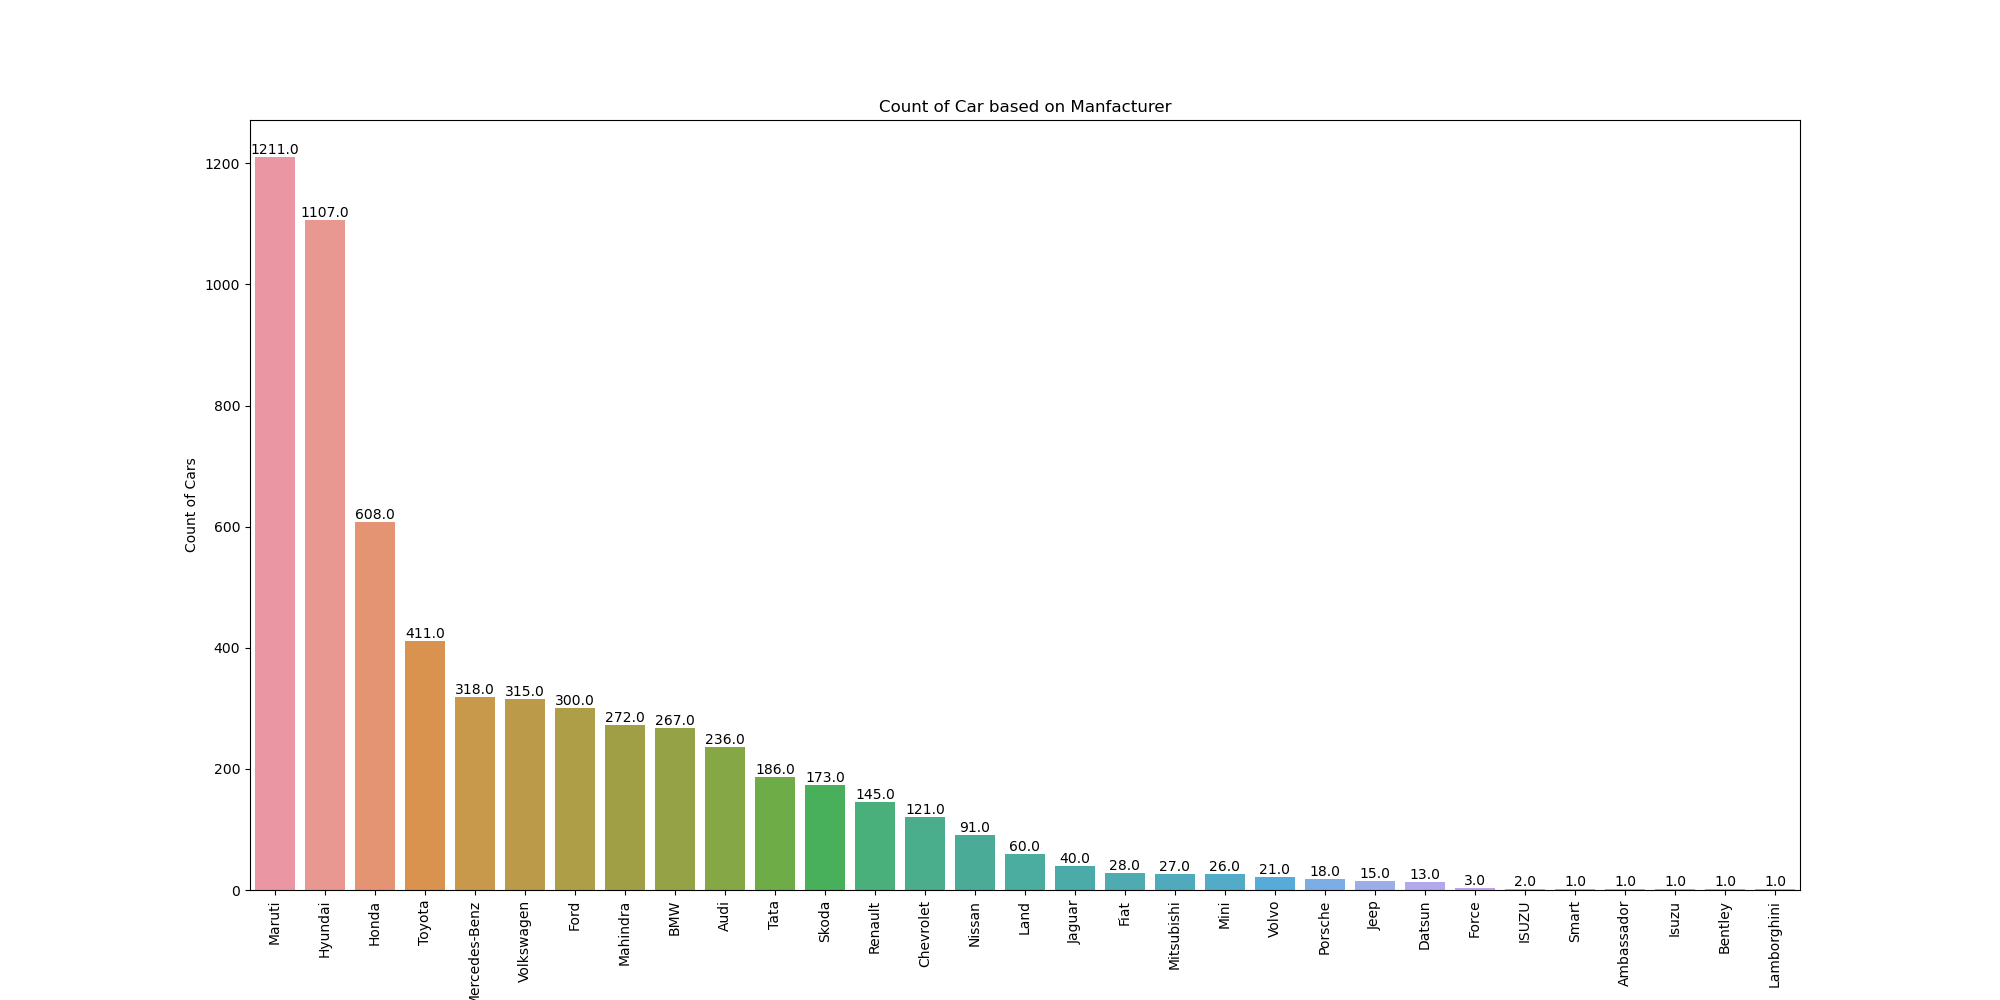 Count of Car based on Manfacturer
Count of Cars
1200
1000
800
600
400
200
0
1211.0
1107.0
608.0
411.0
318.0
315.0
300.0
272.0
267.0
236.0
186.0
173.0
145.0
121.0
91.0
60.0
40.0
28.0
27.0
26.0
21.0
18.0
15.0
13.0
3.0
2.0
1.0
1.0
1.0
1.0
1.0
Maruti
Hyundai
Honda
Toyota
Mercedes-Benz
Volkswagen
Ford
Mahindra
BMW
Audi
Tata
Skoda
Renault
Chevrolet
Nissan
Land
Jaguar
Fiat
Mitsubishi
Mini
Volvo
Porsche
Jeep
Datsun
Force
ISUZU
Smart
Ambassador
Isuzu
Bentley
Lamborghini